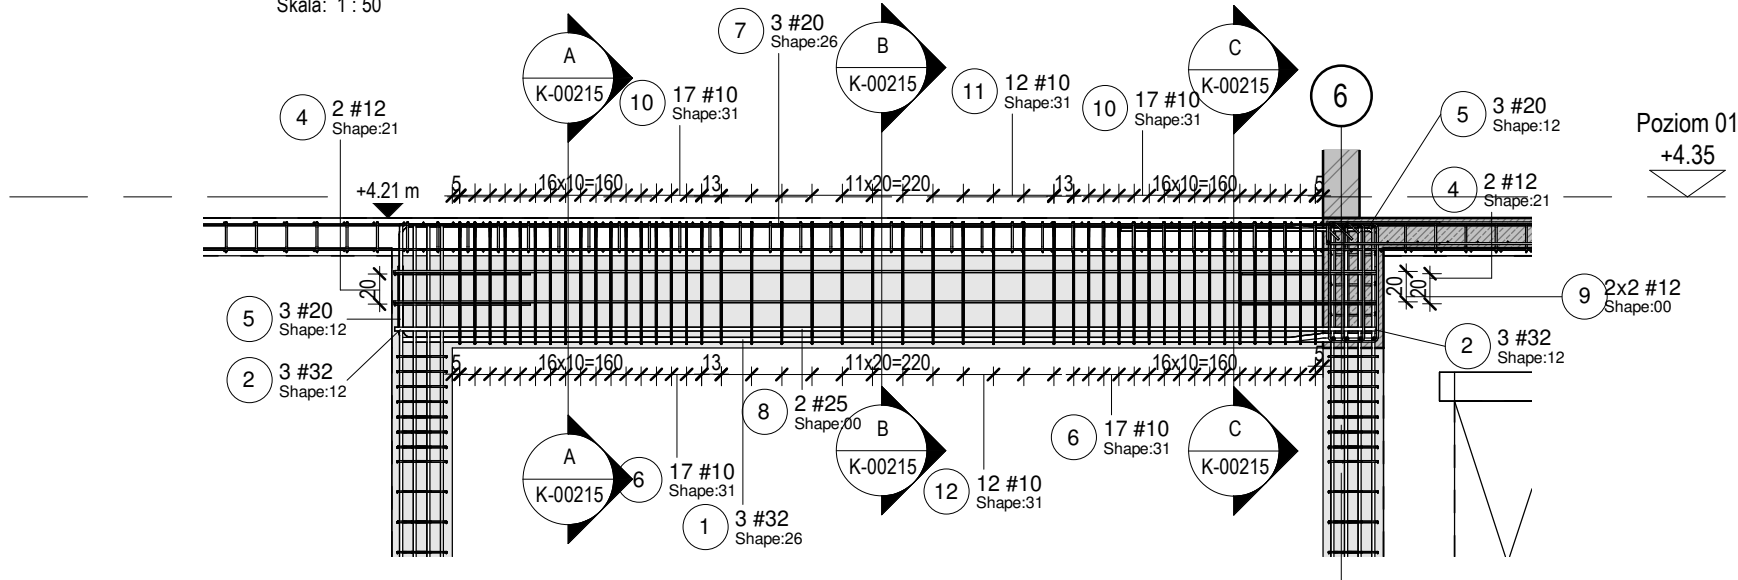 Skala: 1 : 50
7
3 #20
Shape:26
A
K-00215
B
K-00215
C
K-00215
10
17 #10
Shape:31
11
12 #10
Shape:31
10
17 #10
Shape:31
6
4
2 #12
Shape:21
5
3 #20
Shape:12
Poziom 01
+4.35
4
2 #12
Shape:21
+4.21 m
5
16x10=160
13
11x20=220
13
16x10=160
5
20
20
20
9
2x2 #12
Shape:00
5
3 #20
Shape:12
2
3 #32
Shape:12
2
3 #32
Shape:12
5
16x10=160
13
11x20=220
16x10=160
5
8
2 #25
Shape:00
A
K-00215
B
K-00215
C
K-00215
6
17 #10
Shape:31
12
12 #10
Shape:31
6
17 #10
Shape:31
1
3 #32
Shape:26